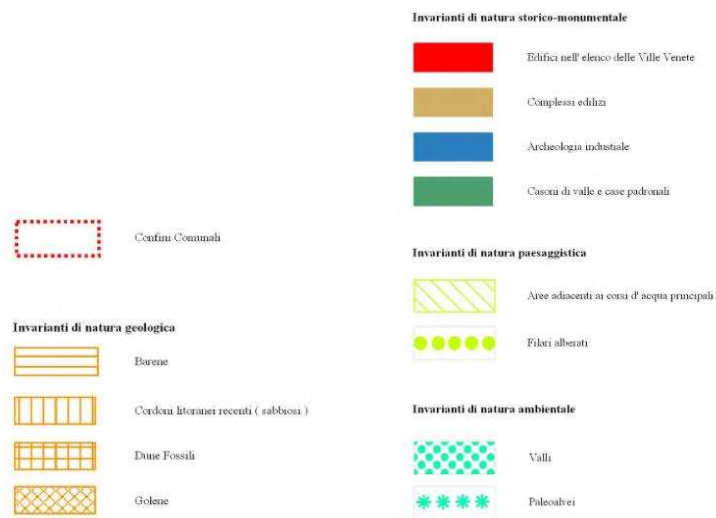 Confini Comunali
Invarianti di natura geologica
Barene
Cordoni litoranei recenti ( sabbiosi )
Dune Fossili
Golene
Invarianti di natura storico-monumentale
Edifici nell' elenco delle Ville Venete
Complessi edilizi
Archeologia industiale
Casoni di valle e case padronali
Invarianti di natura paesaggistica
Aree adiacenti ai corsi d' acqua principali
Filari alberati
Invarianti di natura ambientale
Valli
Paleoalvei